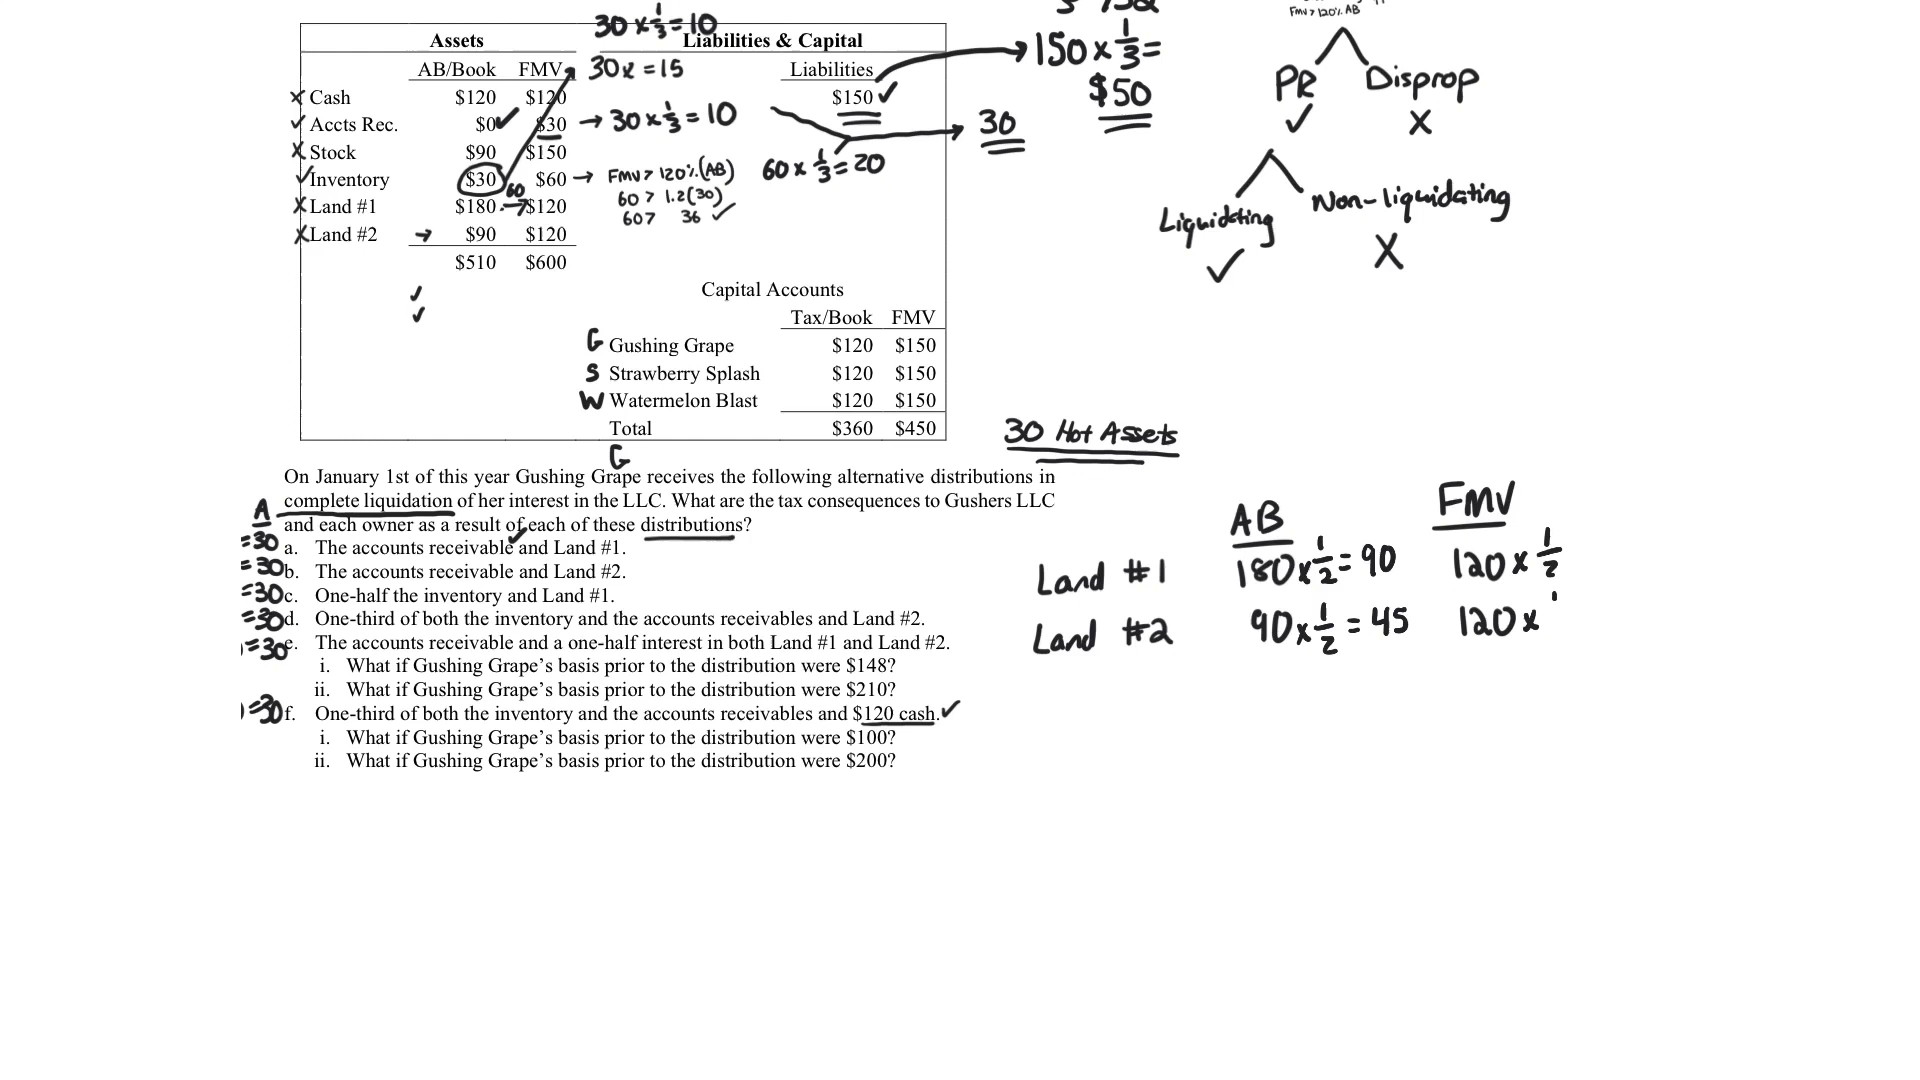 30 x 1/3 = 10
Fmv > 120% AB
Assets Liabilities & Capital
150 x 1/3 =
AB/Book FMV 30x = 15 Liabilities
PR Disprop
Cash $120 $120 $150 ✓ $50
Accts Rec. $0 $30 → 30 x 1/3 = 10 30
Stock $90 $150
Inventory $30 $60 → FMV > 120% (AB) 60 x 1/3 = 20
60 60 > 1.2(30)
Land #1 $180 $120 60 > 36 ✓
Liquidating Non-liquidating
Land #2 → $90 $120
$510 $600
Capital Accounts
Tax/Book FMV
G Gushing Grape $120 $150
S Strawberry Splash $120 $150
W Watermelon Blast $120 $150
Total $360 $450
30 Hot Assets
G
On January 1st of this year Gushing Grape receives the following alternative distributions in
complete liquidation of her interest in the LLC. What are the tax consequences to Gushers LLC
A and each owner as a result of each of these distributions?
=30 a. The accounts receivable and Land #1.
=30 b. The accounts receivable and Land #2.
=30 c. One-half the inventory and Land #1.
=30 d. One-third of both the inventory and the accounts receivables and Land #2.
=30 e. The accounts receivable and a one-half interest in both Land #1 and Land #2.
i. What if Gushing Grape’s basis prior to the distribution were $148?
ii. What if Gushing Grape’s basis prior to the distribution were $210?
=30 f. One-third of both the inventory and the accounts receivables and $120 cash. ✓
i. What if Gushing Grape’s basis prior to the distribution were $100?
ii. What if Gushing Grape’s basis prior to the distribution were $200?
AB FMV
Land #1 180 x 1/2 = 90 120 x 1/2
Land #2 90 x 1/2 = 45 120 x